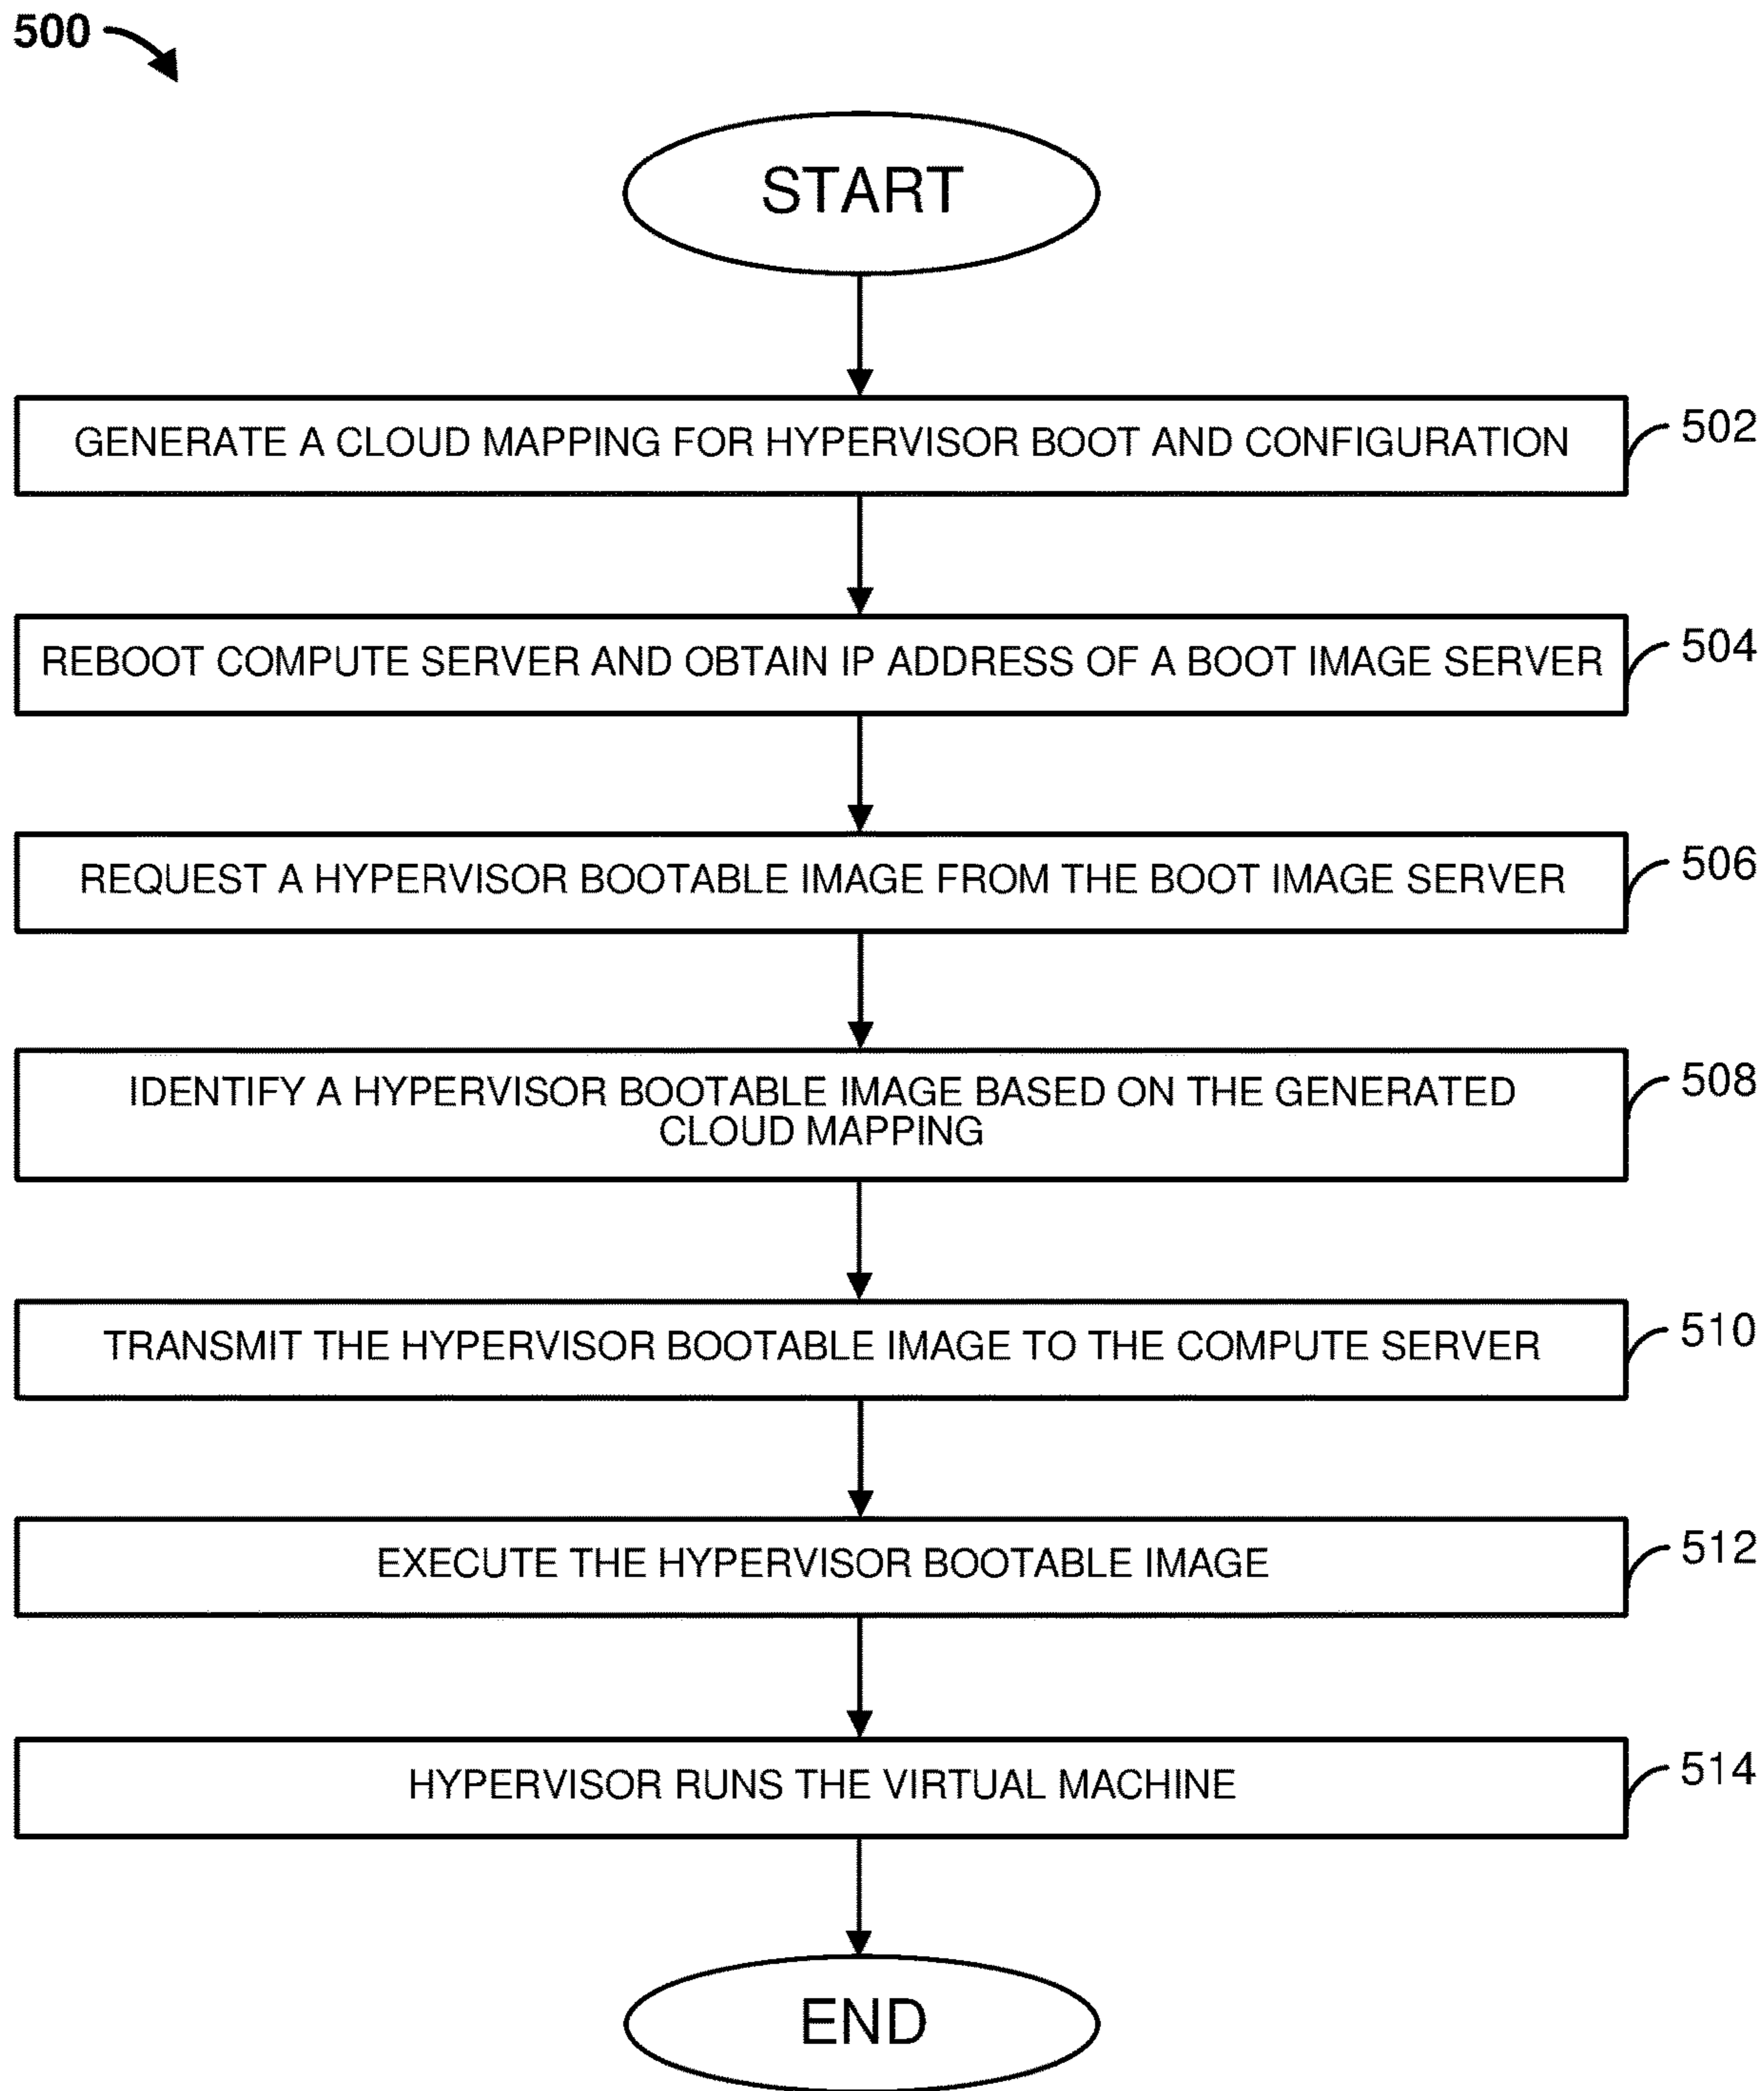 500
START
GENERATE A CLOUD MAPPING FOR HYPERVISOR BOOT AND CONFIGURATION
502
REBOOT COMPUTE SERVER AND OBTAIN IP ADDRESS OF A BOOT IMAGE SERVER
504
REQUEST A HYPERVISOR BOOTABLE IMAGE FROM THE BOOT IMAGE SERVER
506
IDENTIFY A HYPERVISOR BOOTABLE IMAGE BASED ON THE GENERATED
CLOUD MAPPING
508
TRANSMIT THE HYPERVISOR BOOTABLE IMAGE TO THE COMPUTE SERVER
510
EXECUTE THE HYPERVISOR BOOTABLE IMAGE
512
HYPERVISOR RUNS THE VIRTUAL MACHINE
514
END